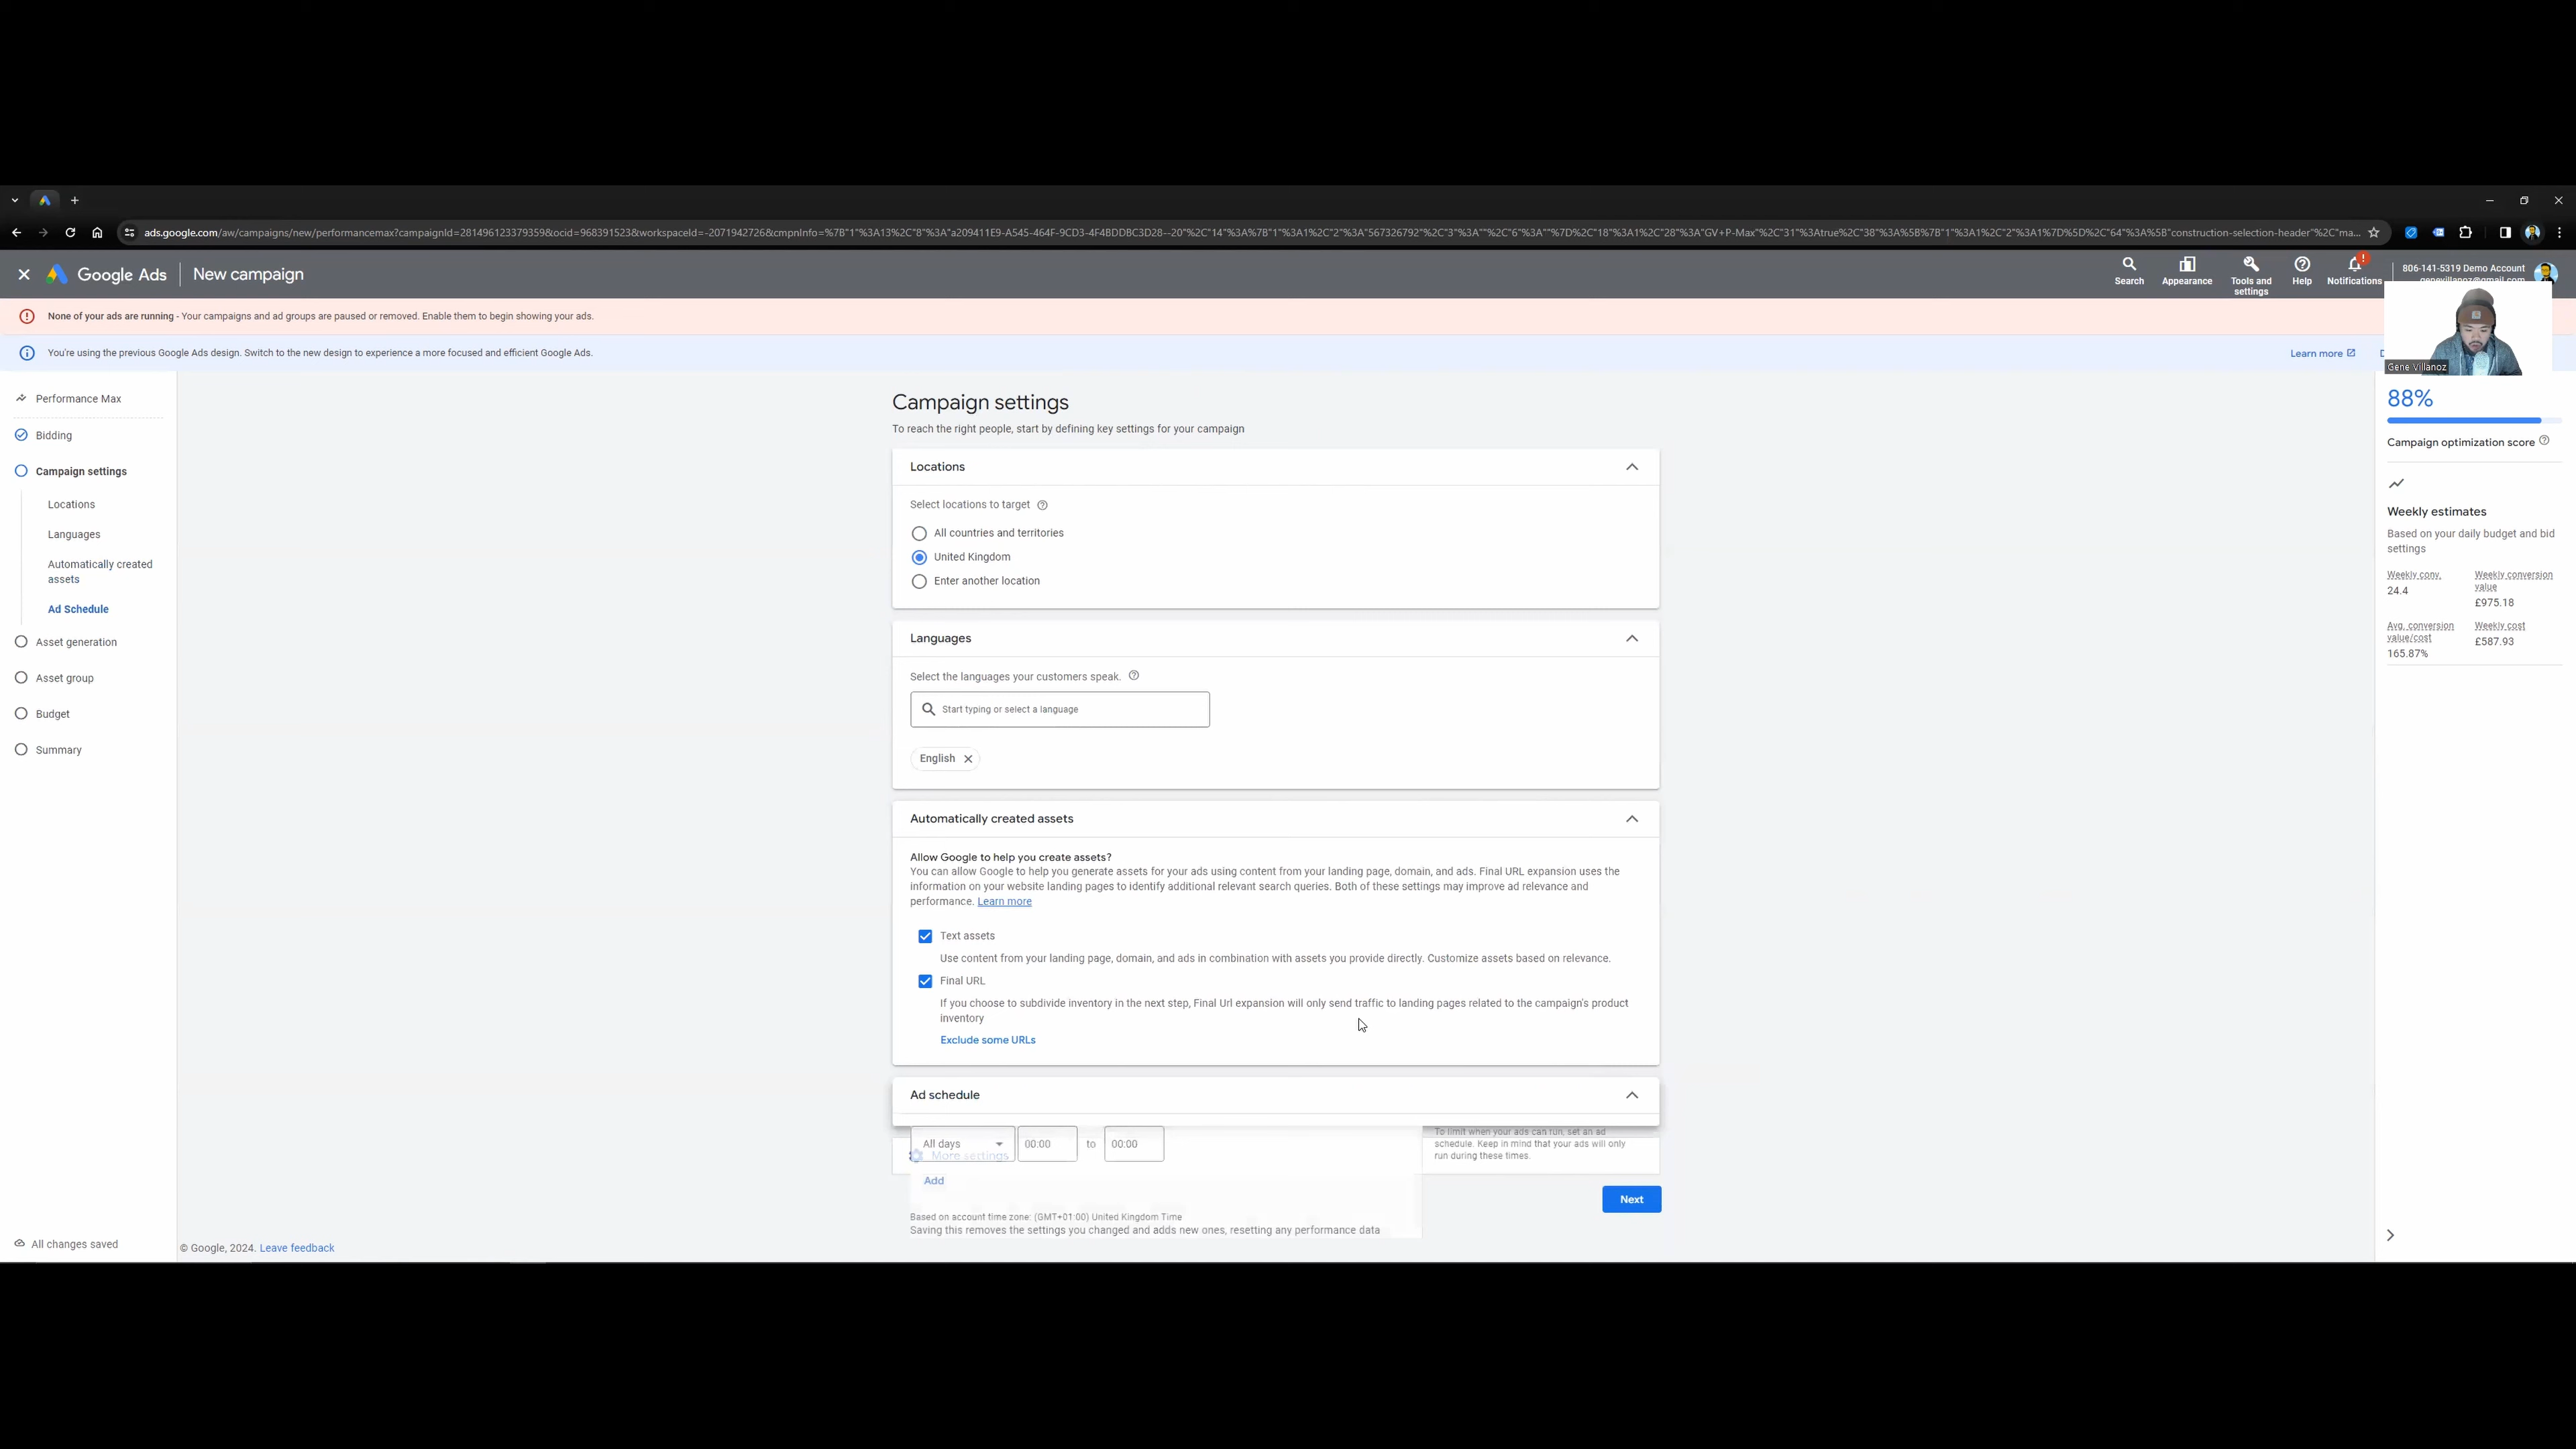 ads.google.com/aw/campaigns/new/performancemax?campaignId=281496123379359&ocid=968391523&workspaceId=-2071942726&cmpnInfo=%7B"1"%3A13%2C"8"%3A"a209411E9-A545-464F-9CD3-4F4BDDBC3D28--20"%2C"14"%3A%7B"1"%3A1%2C"2"%3A"567326792"%2C"3"%3A""%2C"6"%3A""%7D%2C"18"%3A1%2C"28"%3A"GV+P-Max"%2C"31"%3Atrue%2C"38"%3A%5B%7B"1"%3A1%2C"2"%3A1%7D%5D%2C"64"%3A%5B"construction-selection-header"%2C"ma...
Google Ads
New campaign
Search
Appearance
Tools and settings
Help
Notifications
806-141-5319 Demo Account
genevillanoz@gmail.com
None of your ads are running - Your campaigns and ad groups are paused or removed. Enable them to begin showing your ads.
You're using the previous Google Ads design. Switch to the new design to experience a more focused and efficient Google Ads.
Learn more
Gene Villanoz
Performance Max
Bidding
Campaign settings
Locations
Languages
Automatically created
assets
Ad Schedule
Asset generation
Asset group
Budget
Summary
All changes saved
Campaign settings
To reach the right people, start by defining key settings for your campaign
Locations
Select locations to target
All countries and territories
United Kingdom
Enter another location
Languages
Select the languages your customers speak.
Start typing or select a language
English
Automatically created assets
Allow Google to help you create assets?
You can allow Google to help you generate assets for your ads using content from your landing page, domain, and ads. Final URL expansion uses the
information on your website landing pages to identify additional relevant search queries. Both of these settings may improve ad relevance and
performance. Learn more
Text assets
Use content from your landing page, domain, and ads in combination with assets you provide directly. Customize assets based on relevance.
Final URL
If you choose to subdivide inventory in the next step, Final Url expansion will only send traffic to landing pages related to the campaign's product
inventory
Exclude some URLs
Ad schedule
All days
00:00
to
00:00
To limit when your ads can run, set an ad
schedule. Keep in mind that your ads will only
run during these times.
More settings
Add
Next
Based on account time zone: (GMT+01:00) United Kingdom Time
Saving this removes the settings you changed and adds new ones, resetting any performance data
© Google, 2024. Leave feedback
88%
Campaign optimization score
Weekly estimates
Based on your daily budget and bid
settings
Weekly conv.
24.4
Weekly conversion
value
£975.18
Avg. conversion
value/cost
165.87%
Weekly cost
£587.93